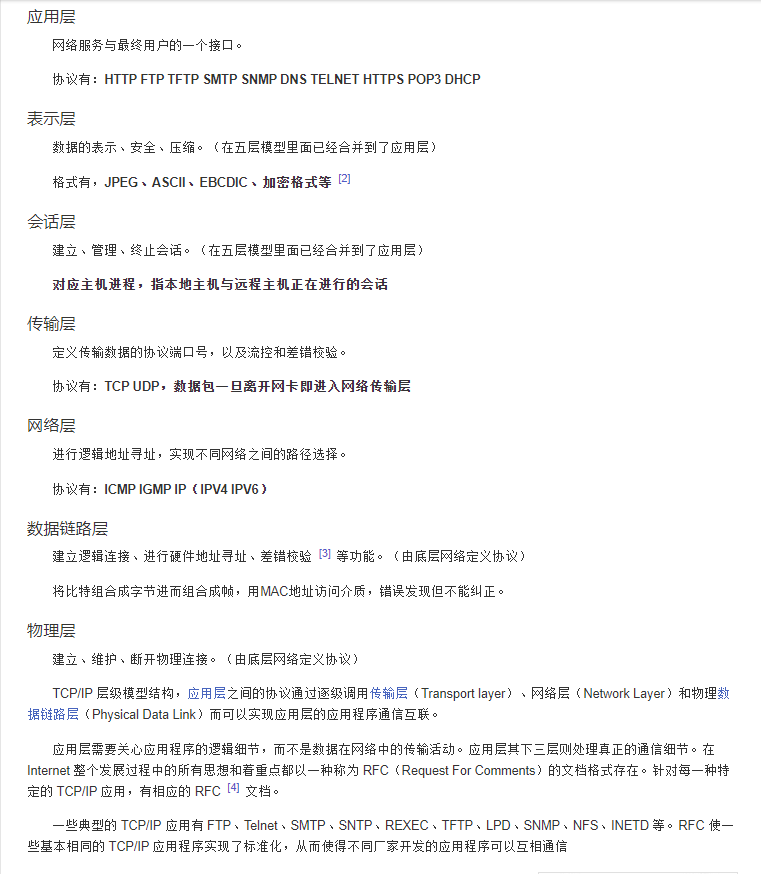 应用层
网络服务与最终用户的一个接口。
协议有：HTTP FTP TFTP SMTP SNMP DNS TELNET HTTPS POP3 DHCP
表示层
数据的表示、安全、压缩。（在五层模型里面已经合并到了应用层）
格式有，JPEG、ASCII、EBCDIC、加密格式等 [2]
会话层
建立、管理、终止会话。（在五层模型里面已经合并到了应用层）
对应主机进程，指本地主机与远程主机正在进行的会话
传输层
定义传输数据的协议端口号，以及流控和差错校验。
协议有：TCP UDP，数据包一旦离开网卡即进入网络传输层
网络层
进行逻辑地址寻址，实现不同网络之间的路径选择。
协议有：ICMP IGMP IP（IPV4 IPV6）
数据链路层
建立逻辑连接、进行硬件地址寻址、差错校验 [3] 等功能。（由底层网络定义协议）
将比特组合成字节进而组合成帧，用MAC地址访问介质，错误发现但不能纠正。
物理层
建立、维护、断开物理连接。（由底层网络定义协议）
TCP/IP 层级模型结构，应用层之间的协议通过逐级调用传输层（Transport layer）、网络层（Network Layer）和物理数
据链路层（Physical Data Link）而可以实现应用层的应用程序通信互联。
应用层需要关心应用程序的逻辑细节，而不是数据在网络中的传输活动。应用层其下三层则处理真正的通信细节。在
Internet 整个发展过程中的所有思想和着重点都以一种称为 RFC（Request For Comments）的文档格式存在。针对每一种特
定的 TCP/IP 应用，有相应的 RFC [4] 文档。
一些典型的 TCP/IP 应用有 FTP、Telnet、SMTP、SNTP、REXEC、TFTP、LPD、SNMP、NFS、INETD 等。RFC 使一
些基本相同的 TCP/IP 应用程序实现了标准化，从而使得不同厂家开发的应用程序可以互相通信